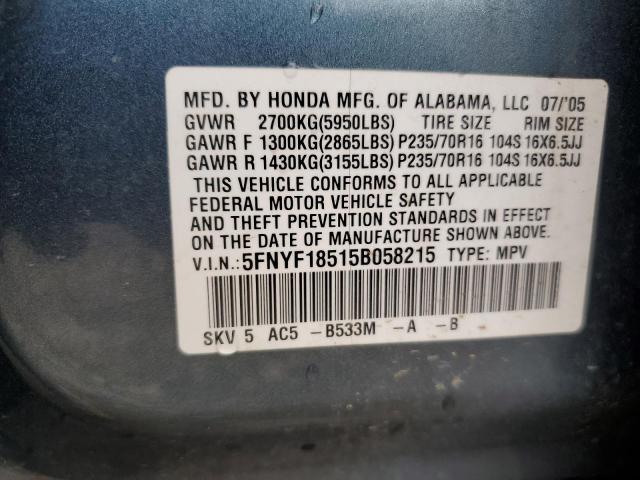 MFD. BY HONDA MFG. OF ALABAMA, LLC 07/'05
GVWR 2700KG(5950LBS) TIRE SIZE RIM SIZE
GAWR F 1300KG(2865LBS) P235/70R16 104S 16X6.5JJ
GAWR R 1430KG(3155LBS) P235/70R16 104S 16X6.5JJ
THIS VEHICLE CONFORMS TO ALL APPLICABLE
FEDERAL MOTOR VEHICLE SAFETY
AND THEFT PREVENTION STANDARDS IN EFFECT ON
THE DATE OF MANUFACTURE SHOWN ABOVE.
V.I.N.: 5FNYF18515B058215 TYPE: MPV
SKV 5 AC5 -B533M -A -B